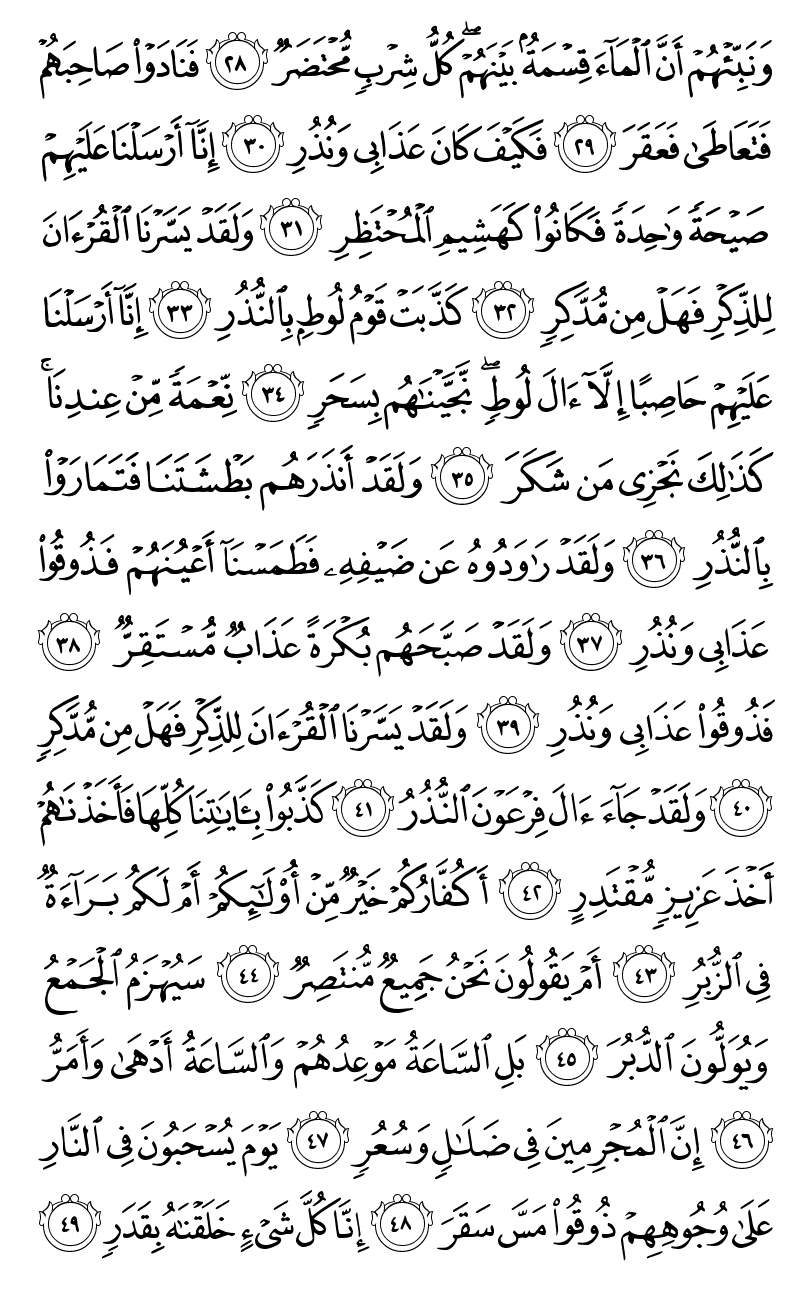 وَنَبِّئْهُمْ أَنَّ ٱلْمَآءَ قِسْمَةٌۢ بَيْنَهُمْۖ كُلُّ شِرْبٍ مُّحْتَضَرٌ ٢٨ فَنَادَوْا۟ صَاحِبَهُمْ
فَتَعَاطَىٰ فَعَقَرَ ٢٩ فَكَيْفَ كَانَ عَذَابِى وَنُذُرِ ٣٠ إِنَّآ أَرْسَلْنَا عَلَيْهِمْ
صَيْحَةً وَٰحِدَةً فَكَانُوا۟ كَهَشِيمِ ٱلْمُحْتَظِرِ ٣١ وَلَقَدْ يَسَّرْنَا ٱلْقُرْءَانَ
لِلذِّكْرِ فَهَلْ مِن مُّدَّكِرٍ ٣٢ كَذَّبَتْ قَوْمُ لُوطٍۭ بِٱلنُّذُرِ ٣٣ إِنَّآ أَرْسَلْنَا
عَلَيْهِمْ حَاصِبًا إِلَّآ ءَالَ لُوطٍۖ نَّجَّيْنَٰهُم بِسَحَرٍ ٣٤ نِّعْمَةً مِّنْ عِندِنَاۚ
كَذَٰلِكَ نَجْزِى مَن شَكَرَ ٣٥ وَلَقَدْ أَنذَرَهُم بَطْشَتَنَا فَتَمَارَوْا۟
بِٱلنُّذُرِ ٣٦ وَلَقَدْ رَٰوَدُوهُ عَن ضَيْفِهِۦ فَطَمَسْنَآ أَعْيُنَهُمْ فَذُوقُوا۟
عَذَابِى وَنُذُرِ ٣٧ وَلَقَدْ صَبَّحَهُم بُكْرَةً عَذَابٌ مُّسْتَقِرٌّ ٣٨
فَذُوقُوا۟ عَذَابِى وَنُذُرِ ٣٩ وَلَقَدْ يَسَّرْنَا ٱلْقُرْءَانَ لِلذِّكْرِ فَهَلْ مِن مُّدَّكِرٍ
٤٠ وَلَقَدْ جَآءَ ءَالَ فِرْعَوْنَ ٱلنُّذُرُ ٤١ كَذَّبُوا۟ بِـَٔايَٰتِنَا كُلِّهَا فَأَخَذْنَٰهُمْ
أَخْذَ عَزِيزٍ مُّقْتَدِرٍ ٤٢ أَكُفَّارُكُمْ خَيْرٌ مِّنْ أُو۟لَٰٓئِكُمْ أَمْ لَكُم بَرَآءَةٌ
فِى ٱلزُّبُرِ ٤٣ أَمْ يَقُولُونَ نَحْنُ جَمِيعٌ مُّنتَصِرٌ ٤٤ سَيُهْزَمُ ٱلْجَمْعُ
وَيُوَلُّونَ ٱلدُّبُرَ ٤٥ بَلِ ٱلسَّاعَةُ مَوْعِدُهُمْ وَٱلسَّاعَةُ أَدْهَىٰ وَأَمَرُّ
٤٦ إِنَّ ٱلْمُجْرِمِينَ فِى ضَلَٰلٍ وَسُعُرٍ ٤٧ يَوْمَ يُسْحَبُونَ فِى ٱلنَّارِ
عَلَىٰ وُجُوهِهِمْ ذُوقُوا۟ مَسَّ سَقَرَ ٤٨ إِنَّا كُلَّ شَىْءٍ خَلَقْنَٰهُ بِقَدَرٍ ٤٩